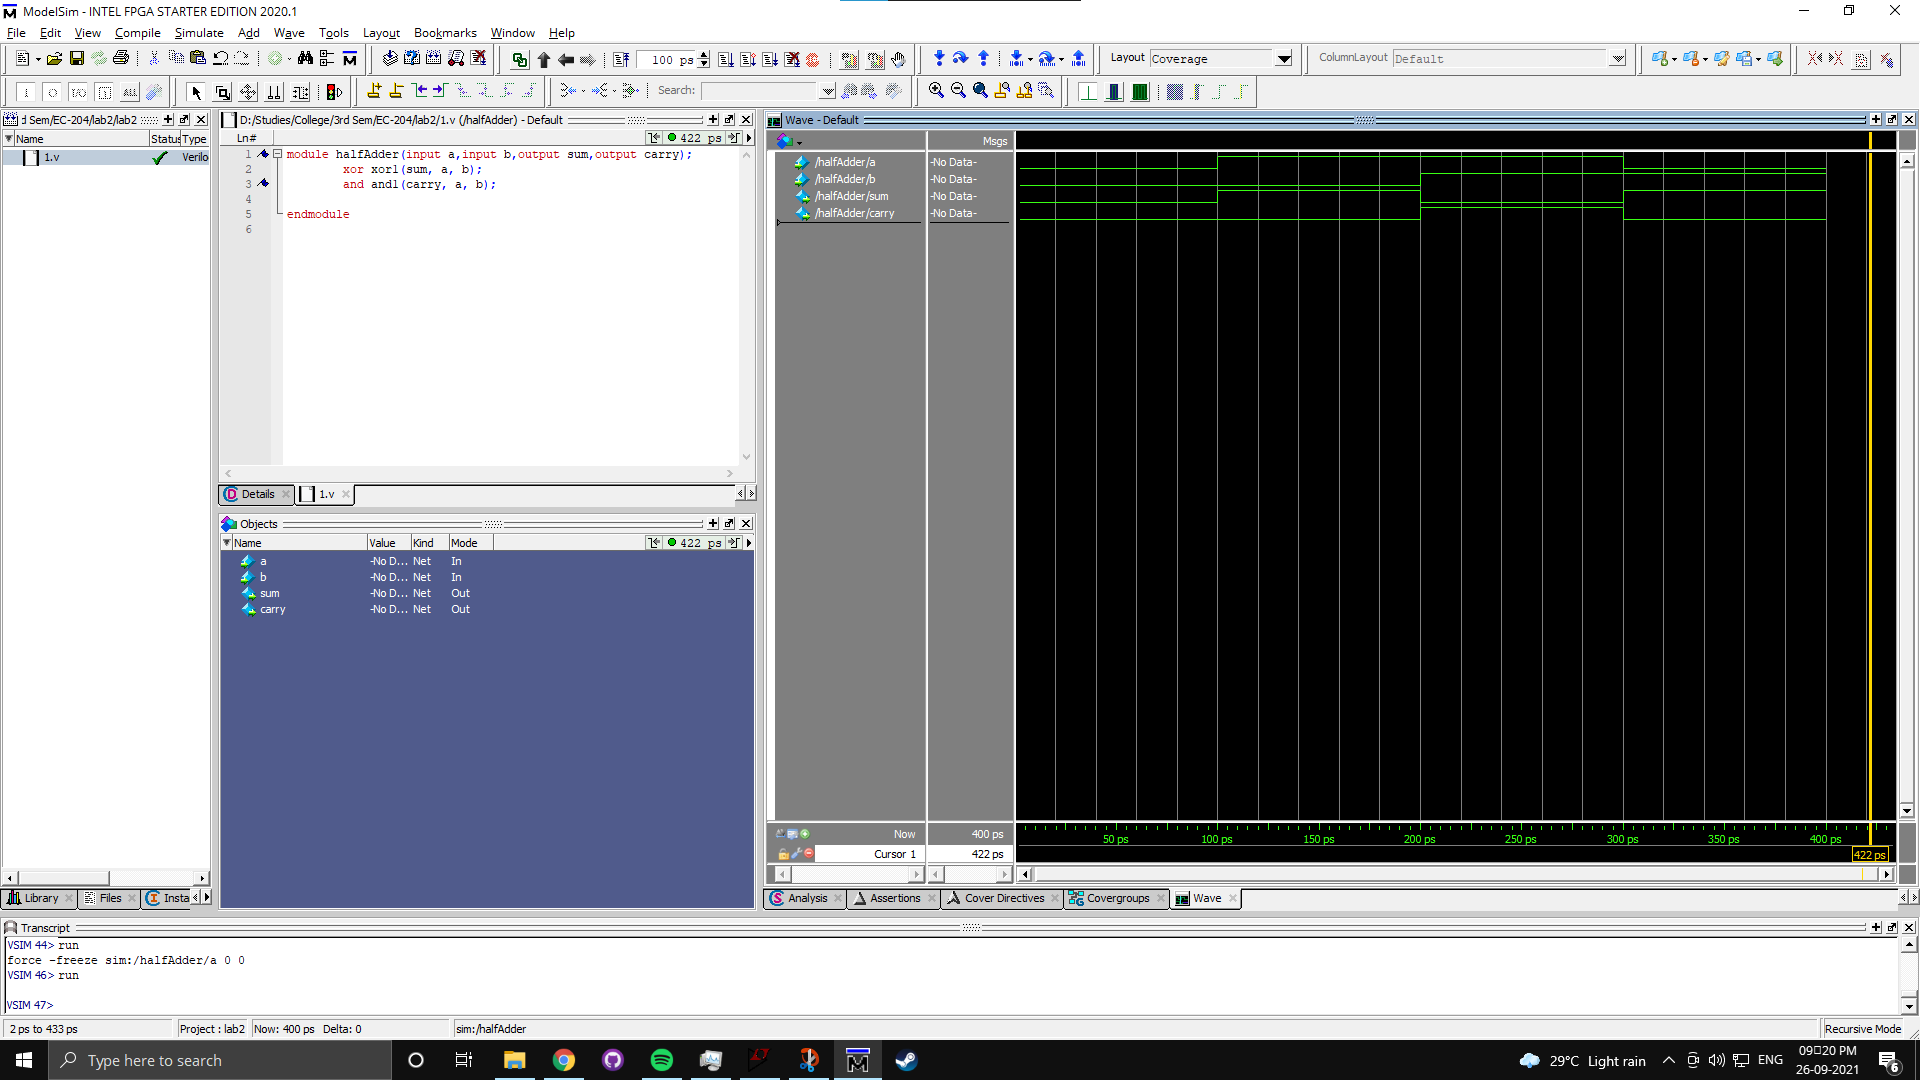 ModelSim - INTEL FPGA STARTER EDITION 2020.1
File Edit View Compile Simulate Add Wave Tools Layout Bookmarks Window Help
100 ps
Layout Coverage
ColumnLayout Default
Search:
d Sem/EC-204/lab2/lab2
Name Status Type
1.v Verilo
D:/Studies/College/3rd Sem/EC-204/lab2/1.v (/halfAdder) - Default
Ln# 422 ps
1 module halfAdder(input a,input b,output sum,output carry);
2 xor xor1(sum, a, b);
3 and and1(carry, a, b);
4
5 endmodule
6
Details 1.v
Objects
Name Value Kind Mode 422 ps
a -No D... Net In
b -No D... Net In
sum -No D... Net Out
carry -No D... Net Out
Wave - Default
Msgs
/halfAdder/a -No Data-
/halfAdder/b -No Data-
/halfAdder/sum -No Data-
/halfAdder/carry -No Data-
Now 400 ps
50 ps 100 ps 150 ps 200 ps 250 ps 300 ps 350 ps 400 ps
Cursor 1 422 ps
422 ps
Library Files Insta
Analysis Assertions Cover Directives Covergroups Wave
Transcript
VSIM 44> run
force -freeze sim:/halfAdder/a 0 0
VSIM 46> run
VSIM 47>
2 ps to 433 ps Project : lab2 Now: 400 ps Delta: 0 sim:/halfAdder Recursive Mode
Type here to search
29°C Light rain ENG
09:20 PM
26-09-2021
6